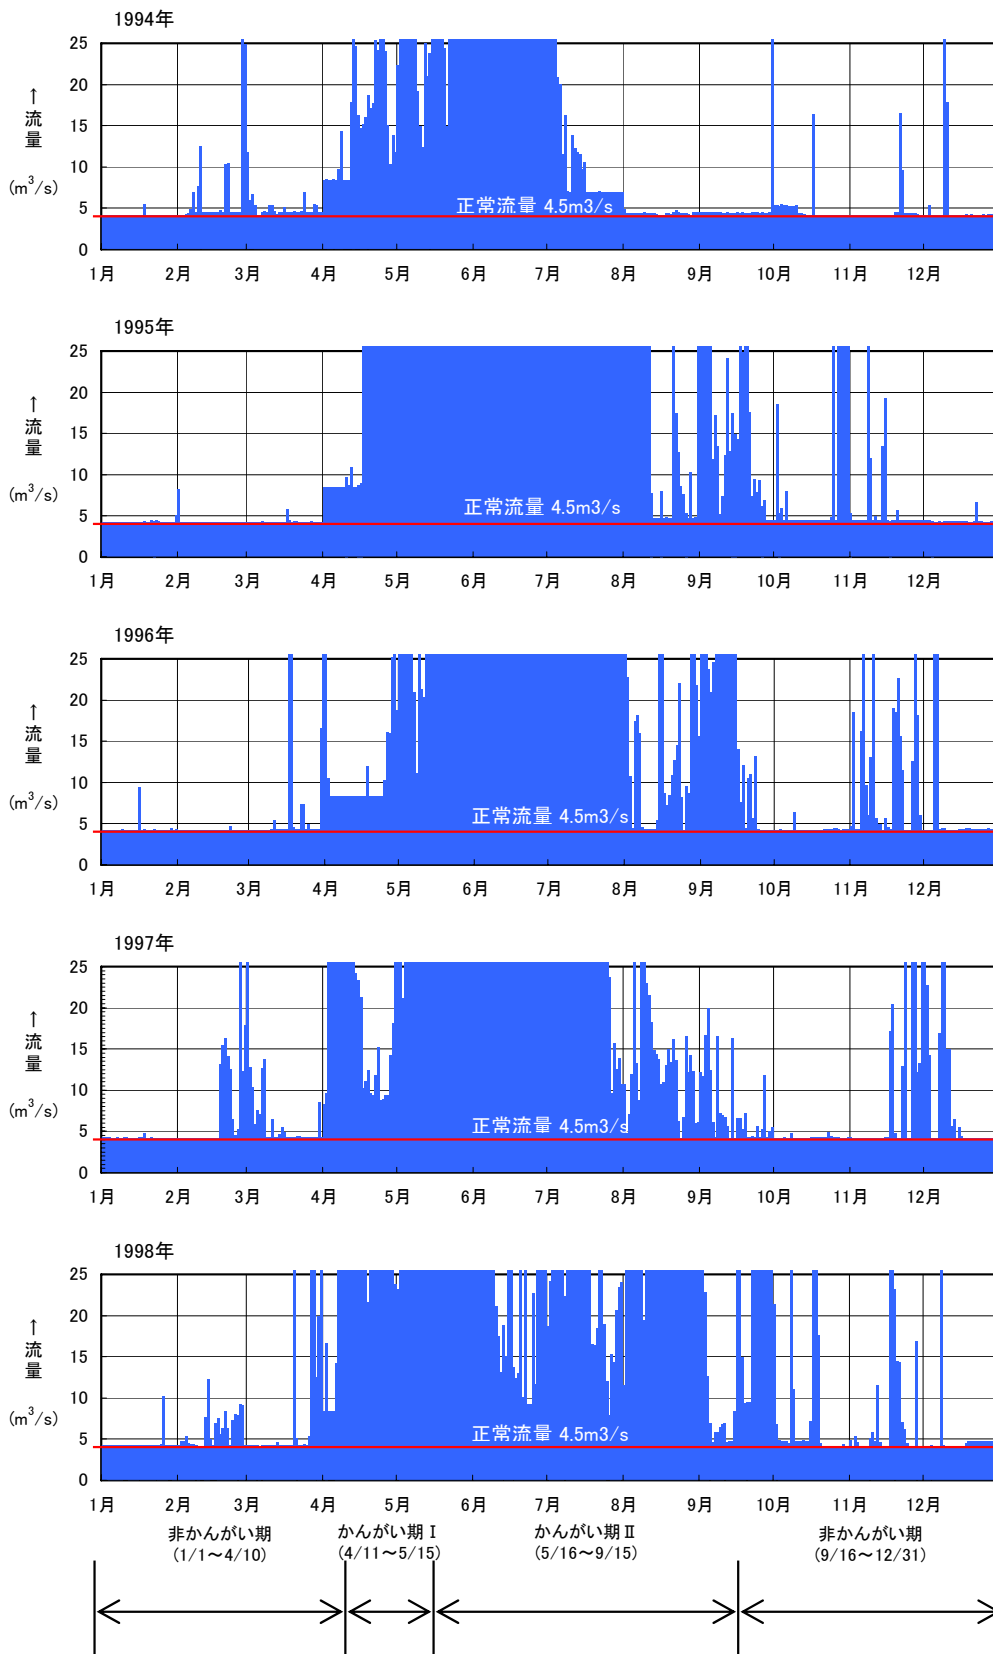 1994年
25
20
15
10
5
0
↑
流
量
(m³/s)
正常流量 4.5m3/s
1月 2月 3月 4月 5月 6月 7月 8月 9月 10月 11月 12月
1995年
25
20
15
10
5
0
↑
流
量
(m³/s)
正常流量 4.5m3/s
1月 2月 3月 4月 5月 6月 7月 8月 9月 10月 11月 12月
1996年
25
20
15
10
5
0
↑
流
量
(m³/s)
正常流量 4.5m3/s
1月 2月 3月 4月 5月 6月 7月 8月 9月 10月 11月 12月
1997年
25
20
15
10
5
0
↑
流
量
(m³/s)
正常流量 4.5m3/s
1月 2月 3月 4月 5月 6月 7月 8月 9月 10月 11月 12月
1998年
25
20
15
10
5
0
↑
流
量
(m³/s)
正常流量 4.5m3/s
1月 2月 3月 4月 5月 6月 7月 8月 9月 10月 11月 12月
非かんがい期
(1/1～4/10)
かんがい期Ⅰ
(4/11～5/15)
かんがい期Ⅱ
(5/16～9/15)
非かんがい期
(9/16～12/31)